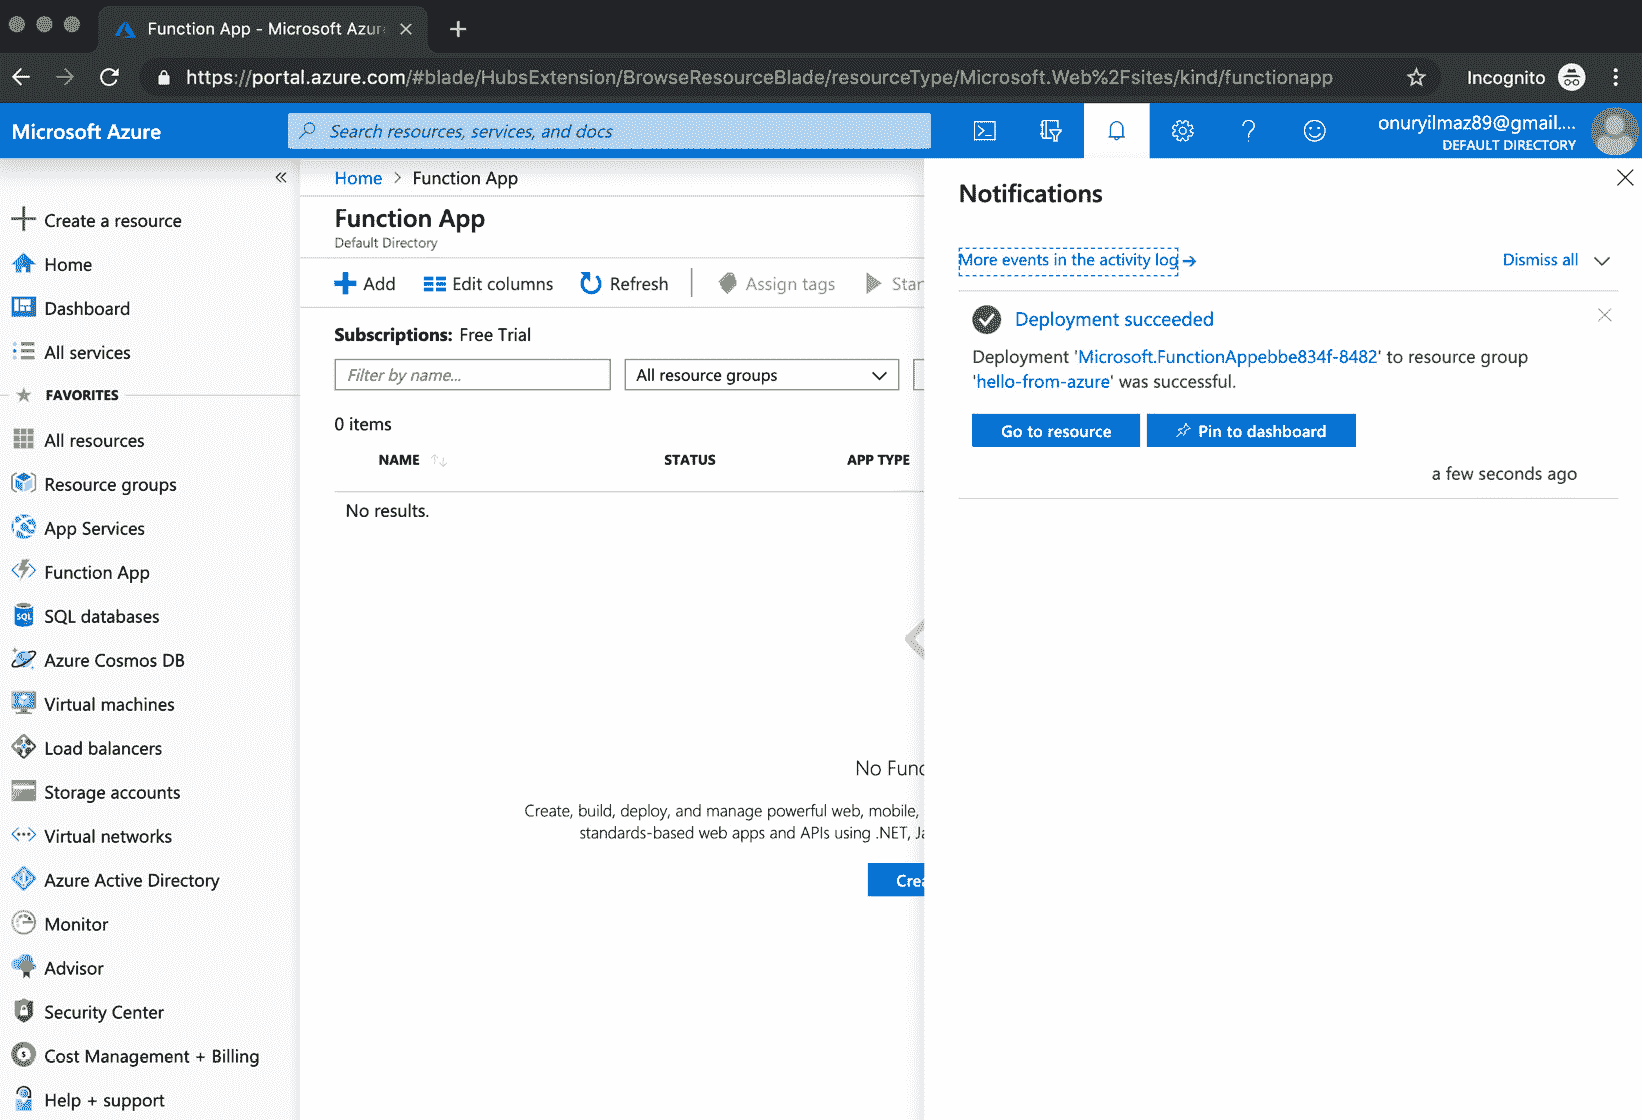 Function App - Microsoft Azur
https://portal.azure.com/#blade/HubsExtension/BrowseResourceBlade/resourceType/Microsoft.Web%2Fsites/kind/functionapp
Incognito
Microsoft Azure
Search resources, services, and docs
onuryilmaz89@gmail....
DEFAULT DIRECTORY
Create a resource
Home
Dashboard
All services
FAVORITES
All resources
Resource groups
App Services
Function App
SQL databases
Azure Cosmos DB
Virtual machines
Load balancers
Storage accounts
Virtual networks
Azure Active Directory
Monitor
Advisor
Security Center
Cost Management + Billing
Help + support
Home > Function App
Function App
Default Directory
Add Edit columns Refresh Assign tags Star
Subscriptions: Free Trial
Filter by name...
All resource groups
0 items
NAME STATUS APP TYPE
No results.
No Func
Create, build, deploy, and manage powerful web, mobile,
standards-based web apps and APIs using .NET, Ja
Crea
Notifications
More events in the activity log →
Dismiss all
Deployment succeeded
Deployment 'Microsoft.FunctionAppebbe834f-8482' to resource group
'hello-from-azure' was successful.
Go to resource
Pin to dashboard
a few seconds ago